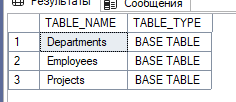 Результаты Сообщения
TABLE_NAME TABLE_TYPE
1 Departments BASE TABLE
2 Employees BASE TABLE
3 Projects BASE TABLE